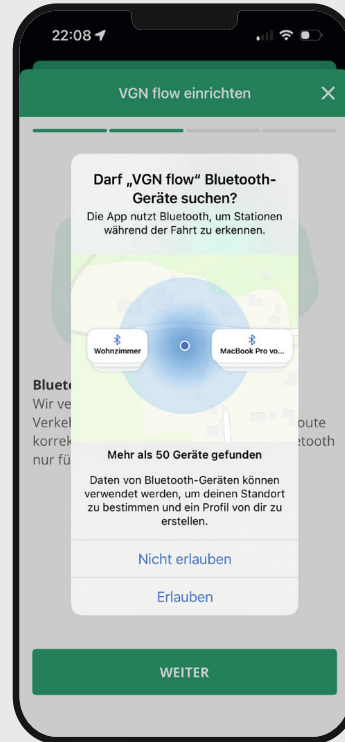 22:08
VGN flow einrichten
Darf „VGN flow“ Bluetooth-
Geräte suchen?
Die App nutzt Bluetooth, um Stationen
während der Fahrt zu erkennen.
Wohnzimmer
MacBook Pro vo...
Mehr als 50 Geräte gefunden
Daten von Bluetooth-Geräten können
verwendet werden, um deinen Standort
zu bestimmen und ein Profil von dir zu
erstellen.
Nicht erlauben
Erlauben
Wir
nur
WEITER